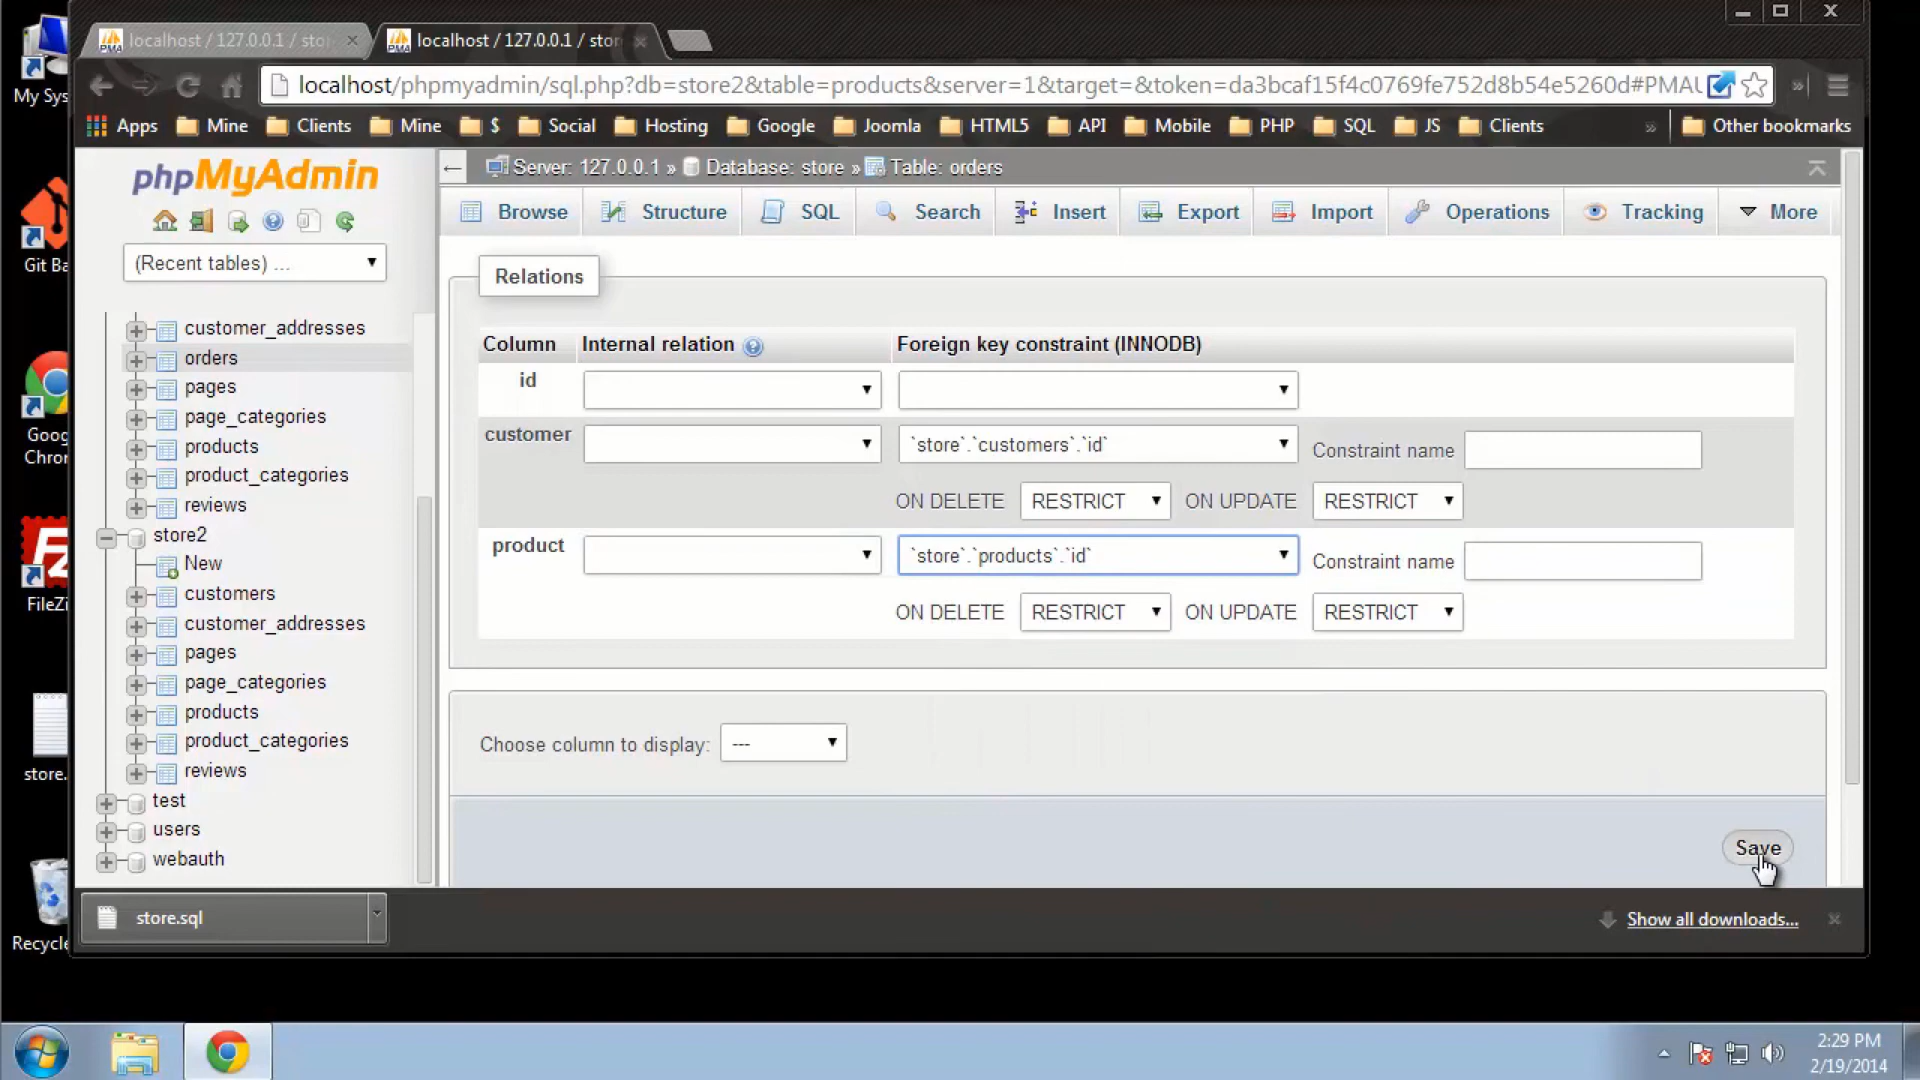 My Sys
Git Ba
Goog
Chron
FileZi
store.
Recycle
localhost / 127.0.0.1 / sto
localhost / 127.0.0.1 / stor
localhost/phpmyadmin/sql.php?db=store2&table=products&server=1&target=&token=da3bcaf15f4c0769fe752d8b54e5260d#PMAU
Apps Mine Clients Mine $ Social Hosting Google Joomla HTML5 API Mobile PHP SQL JS Clients » Other bookmarks
phpMyAdmin
(Recent tables) ...
customer_addresses
orders
pages
page_categories
products
product_categories
reviews
store2
New
customers
customer_addresses
pages
page_categories
products
product_categories
reviews
test
users
webauth
Server: 127.0.0.1 » Database: store » Table: orders
Browse Structure SQL Search Insert Export Import Operations Tracking More
Relations
Column Internal relation Foreign key constraint (INNODB)
id
customer `store`.`customers`.`id` Constraint name
ON DELETE RESTRICT ON UPDATE RESTRICT
product `store`.`products`.`id` Constraint name
ON DELETE RESTRICT ON UPDATE RESTRICT
Choose column to display: ---
Save
store.sql
Show all downloads...
2:29 PM
2/19/2014